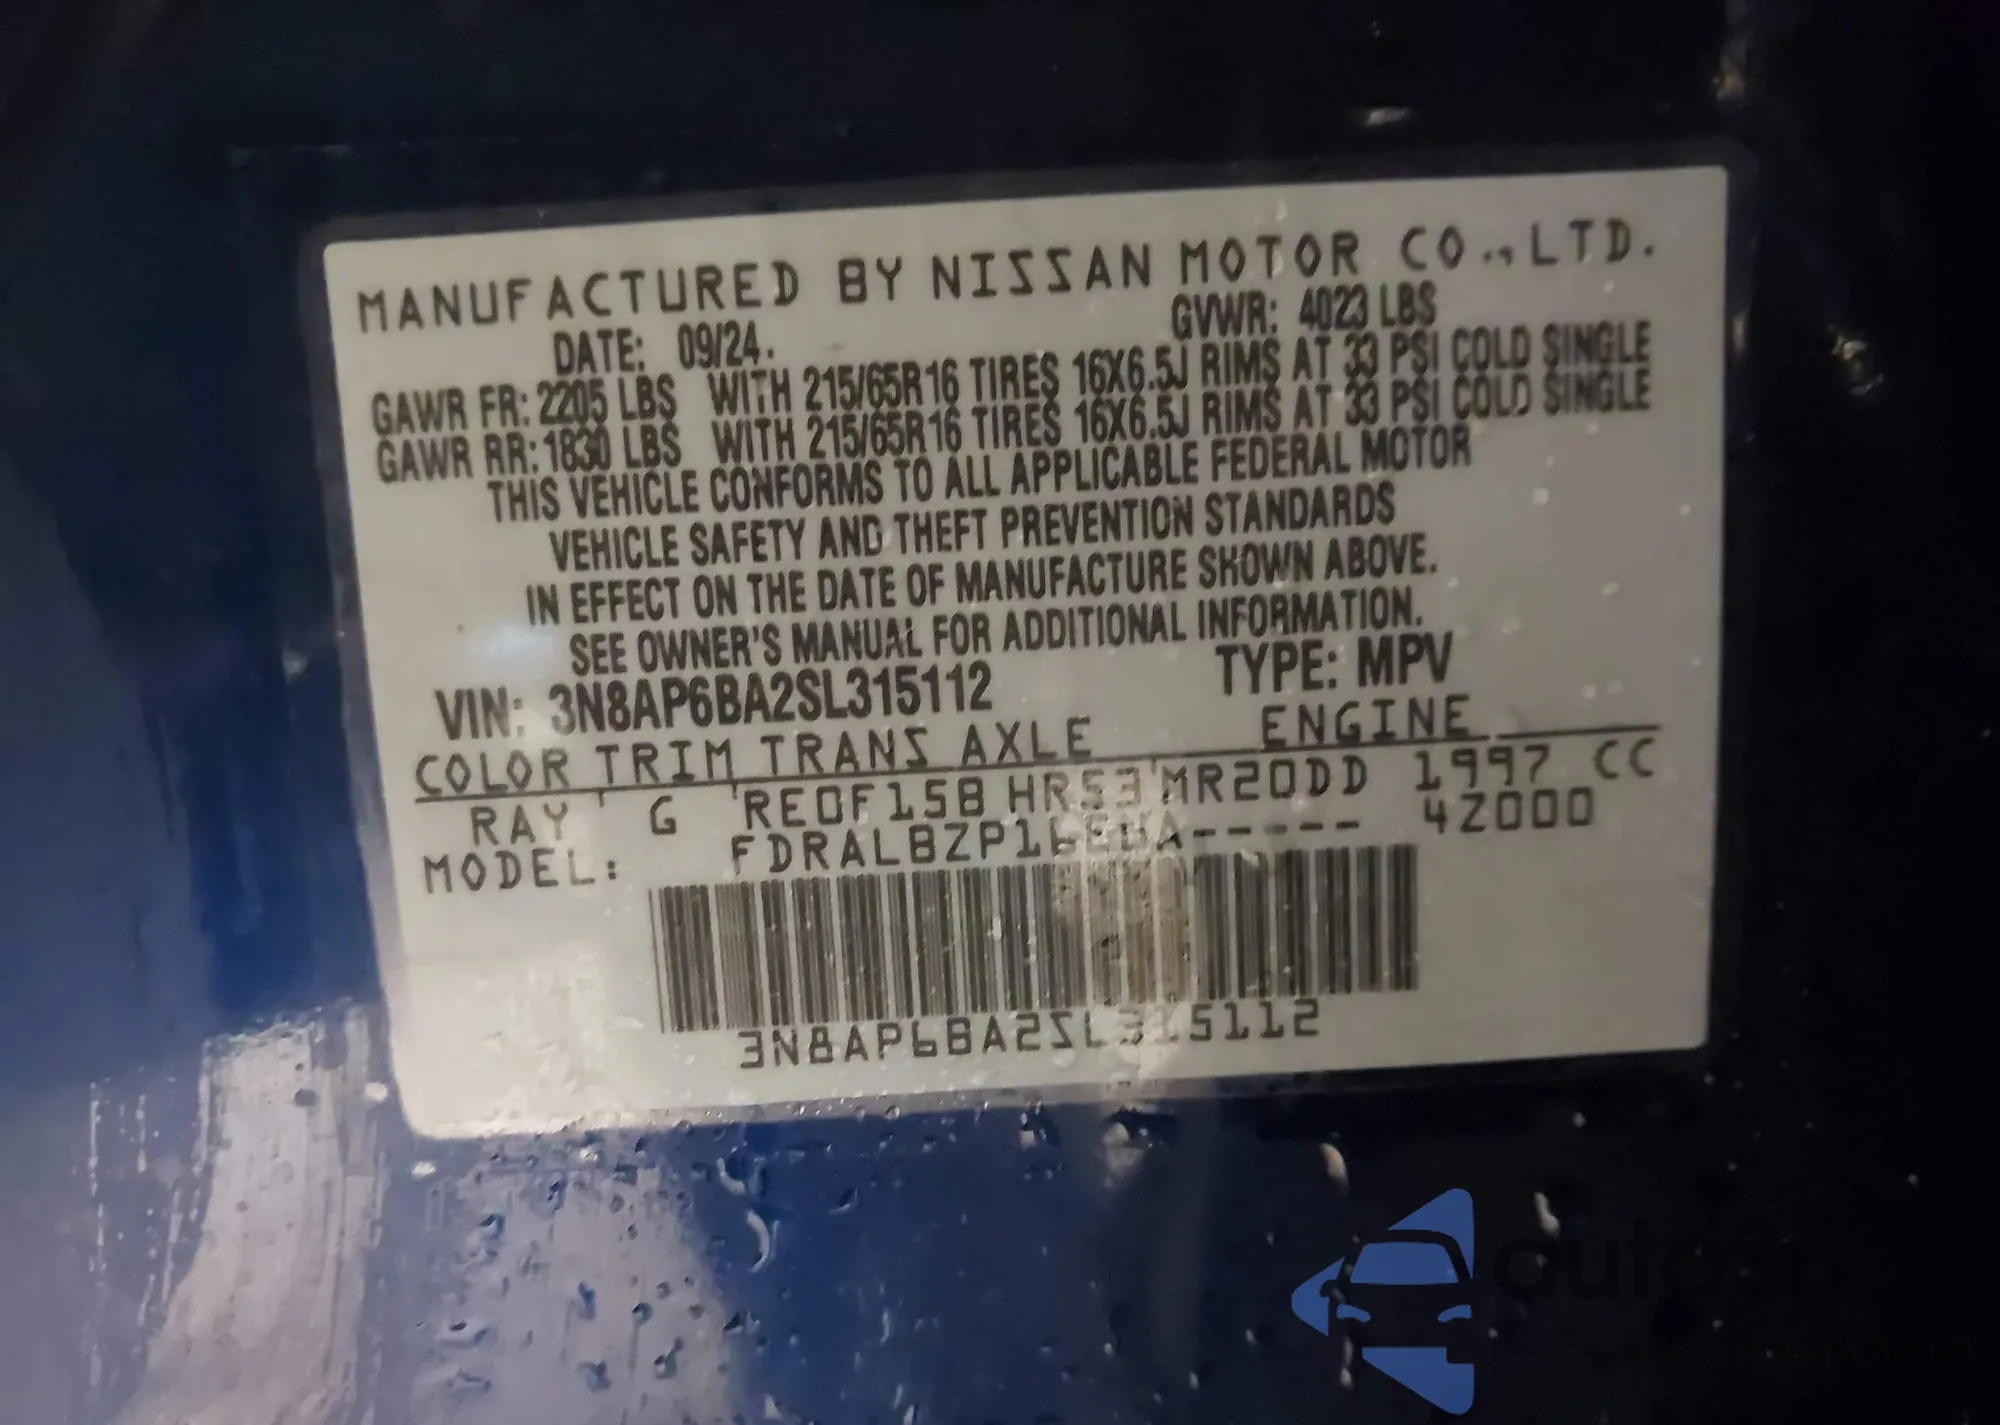 MANUFACTURED BY NISSAN MOTOR CO.,LTD.
DATE: 09/24. GVWR: 4023 LBS
GAWR FR: 2205 LBS WITH 215/65R16 TIRES 16X6.5J RIMS AT 33 PSI COLD SINGLE
GAWR RR: 1830 LBS WITH 215/65R16 TIRES 16X6.5J RIMS AT 33 PSI COLD SINGLE
THIS VEHICLE CONFORMS TO ALL APPLICABLE FEDERAL MOTOR
VEHICLE SAFETY AND THEFT PREVENTION STANDARDS
IN EFFECT ON THE DATE OF MANUFACTURE SHOWN ABOVE.
SEE OWNER'S MANUAL FOR ADDITIONAL INFORMATION.
VIN: 3N8AP6BA2SL315112 TYPE: MPV
COLOR TRIM TRANS AXLE ENGINE
RAY G RE0F15B HR53 MR20DD 1997 CC
MODEL: 4Z000
3N8AP6BA2SL315112